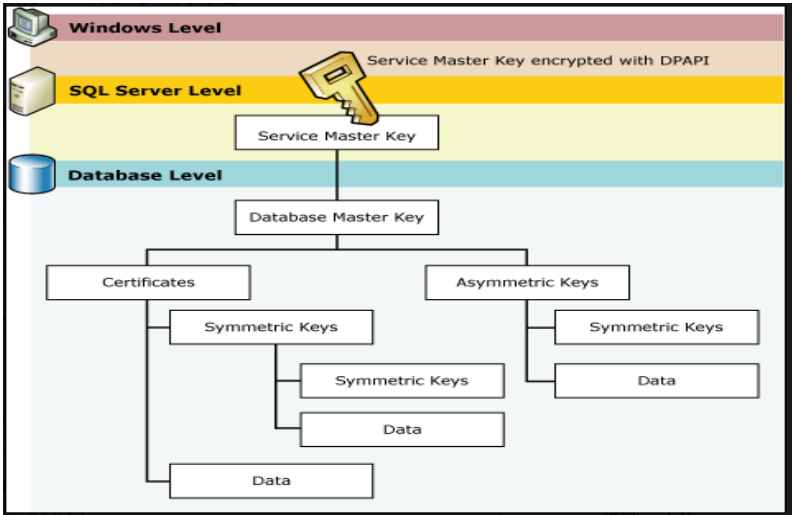 Windows Level
Service Master Key encrypted with DPAPI
SQL Server Level
Service Master Key
Database Level
Database Master Key
Certificates
Asymmetric Keys
Symmetric Keys
Symmetric Keys
Symmetric Keys
Data
Data
Data